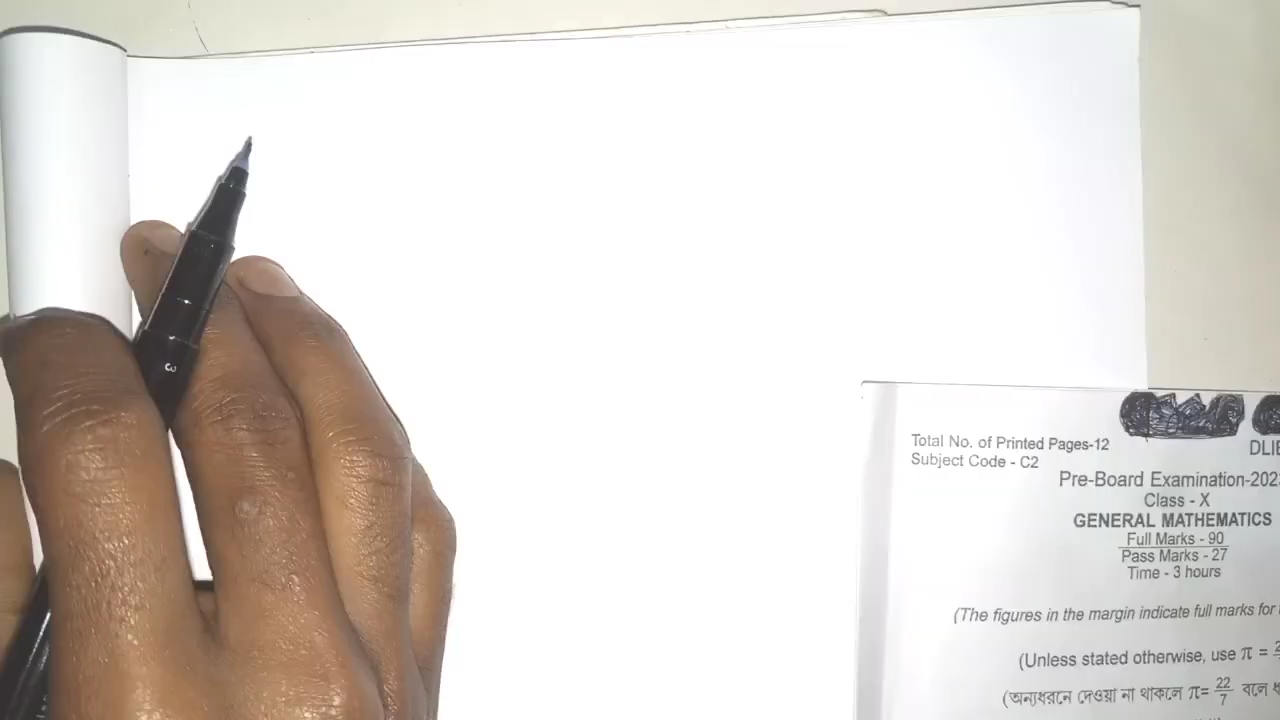 Total No. of Printed Pages-12
Subject Code - C2
Pre-Board Examination-202
Class - X
GENERAL MATHEMATICS
Full Marks - 90
Pass Marks - 27
Time - 3 hours
(The figures in the margin indicate full marks for
(Unless stated otherwise, use π =
(অন্যধরনে দেওয়া না থাকলে π= 22/7 বলে
3